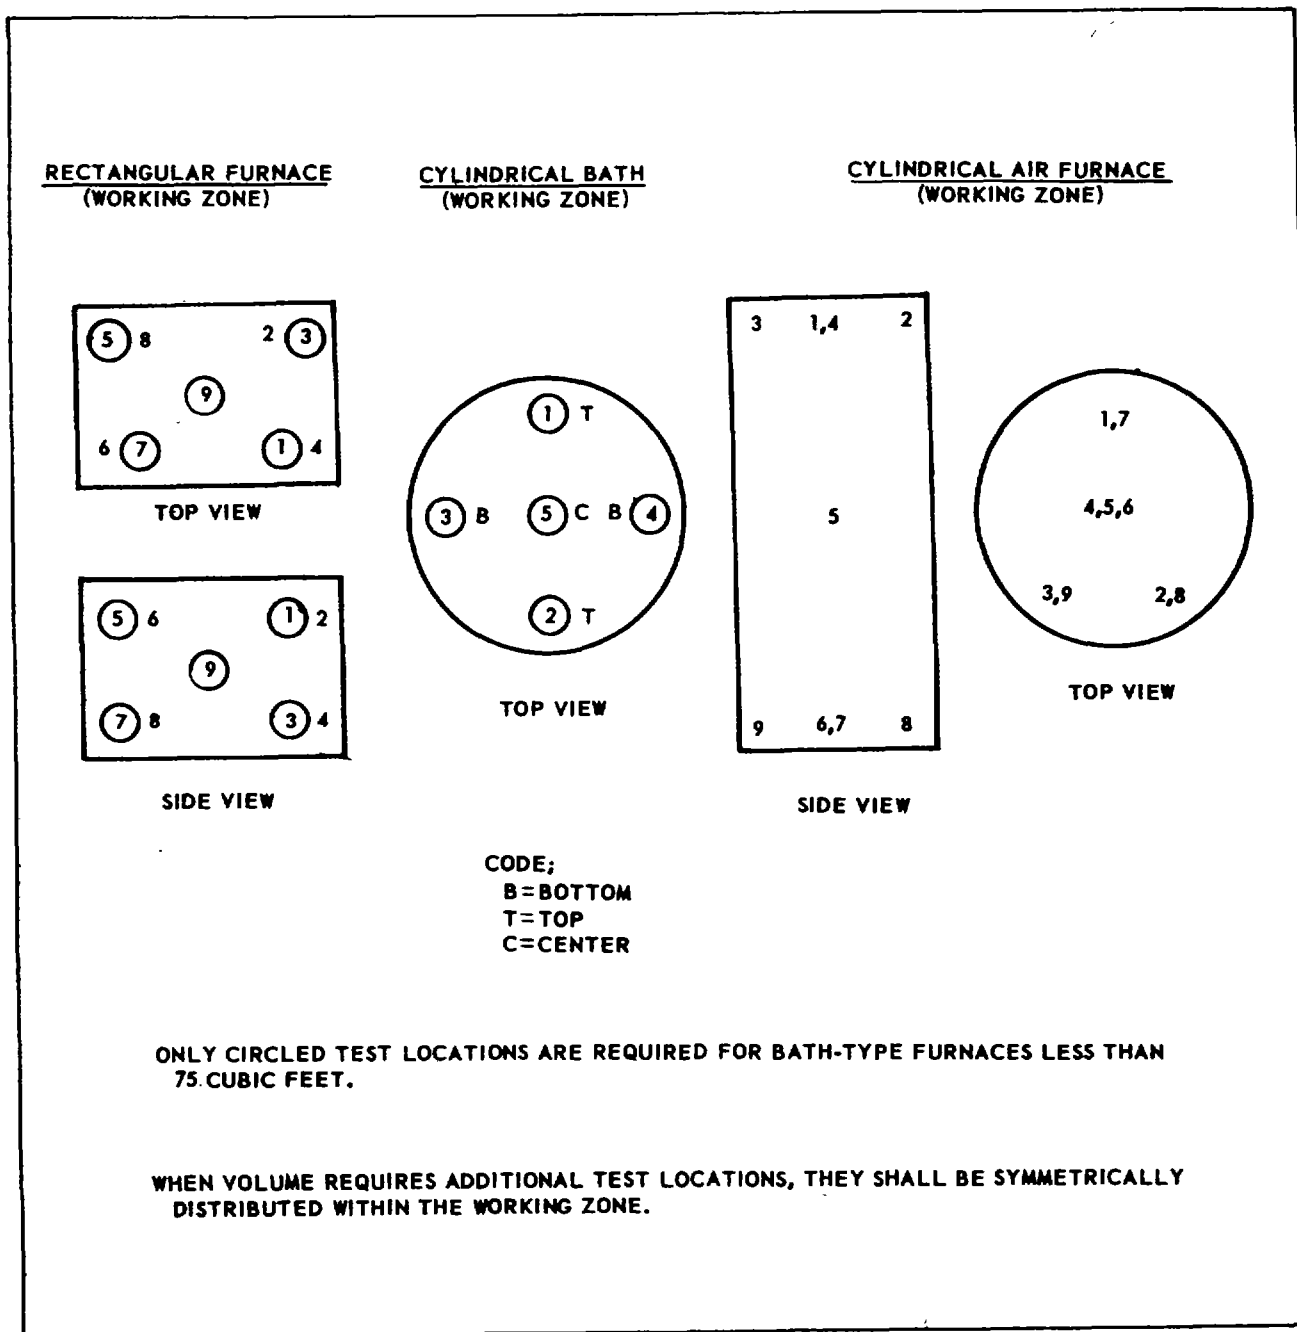 RECTANGULAR FURNACE
(WORKING ZONE)
5 8 2 3
9
6 7 1 4
TOP VIEW
5 6 1 2
9
7 8 3 4
SIDE VIEW
CYLINDRICAL BATH
(WORKING ZONE)
1 T
3 B 5 C B 4
2 T
TOP VIEW
CYLINDRICAL AIR FURNACE
(WORKING ZONE)
3 1,4 2
5
9 6,7 8
SIDE VIEW
1,7
4,5,6
3,9 2,8
TOP VIEW
CODE;
B=BOTTOM
T=TOP
C=CENTER
ONLY CIRCLED TEST LOCATIONS ARE REQUIRED FOR BATH-TYPE FURNACES LESS THAN
75.CUBIC FEET.
WHEN VOLUME REQUIRES ADDITIONAL TEST LOCATIONS, THEY SHALL BE SYMMETRICALLY
DISTRIBUTED WITHIN THE WORKING ZONE.